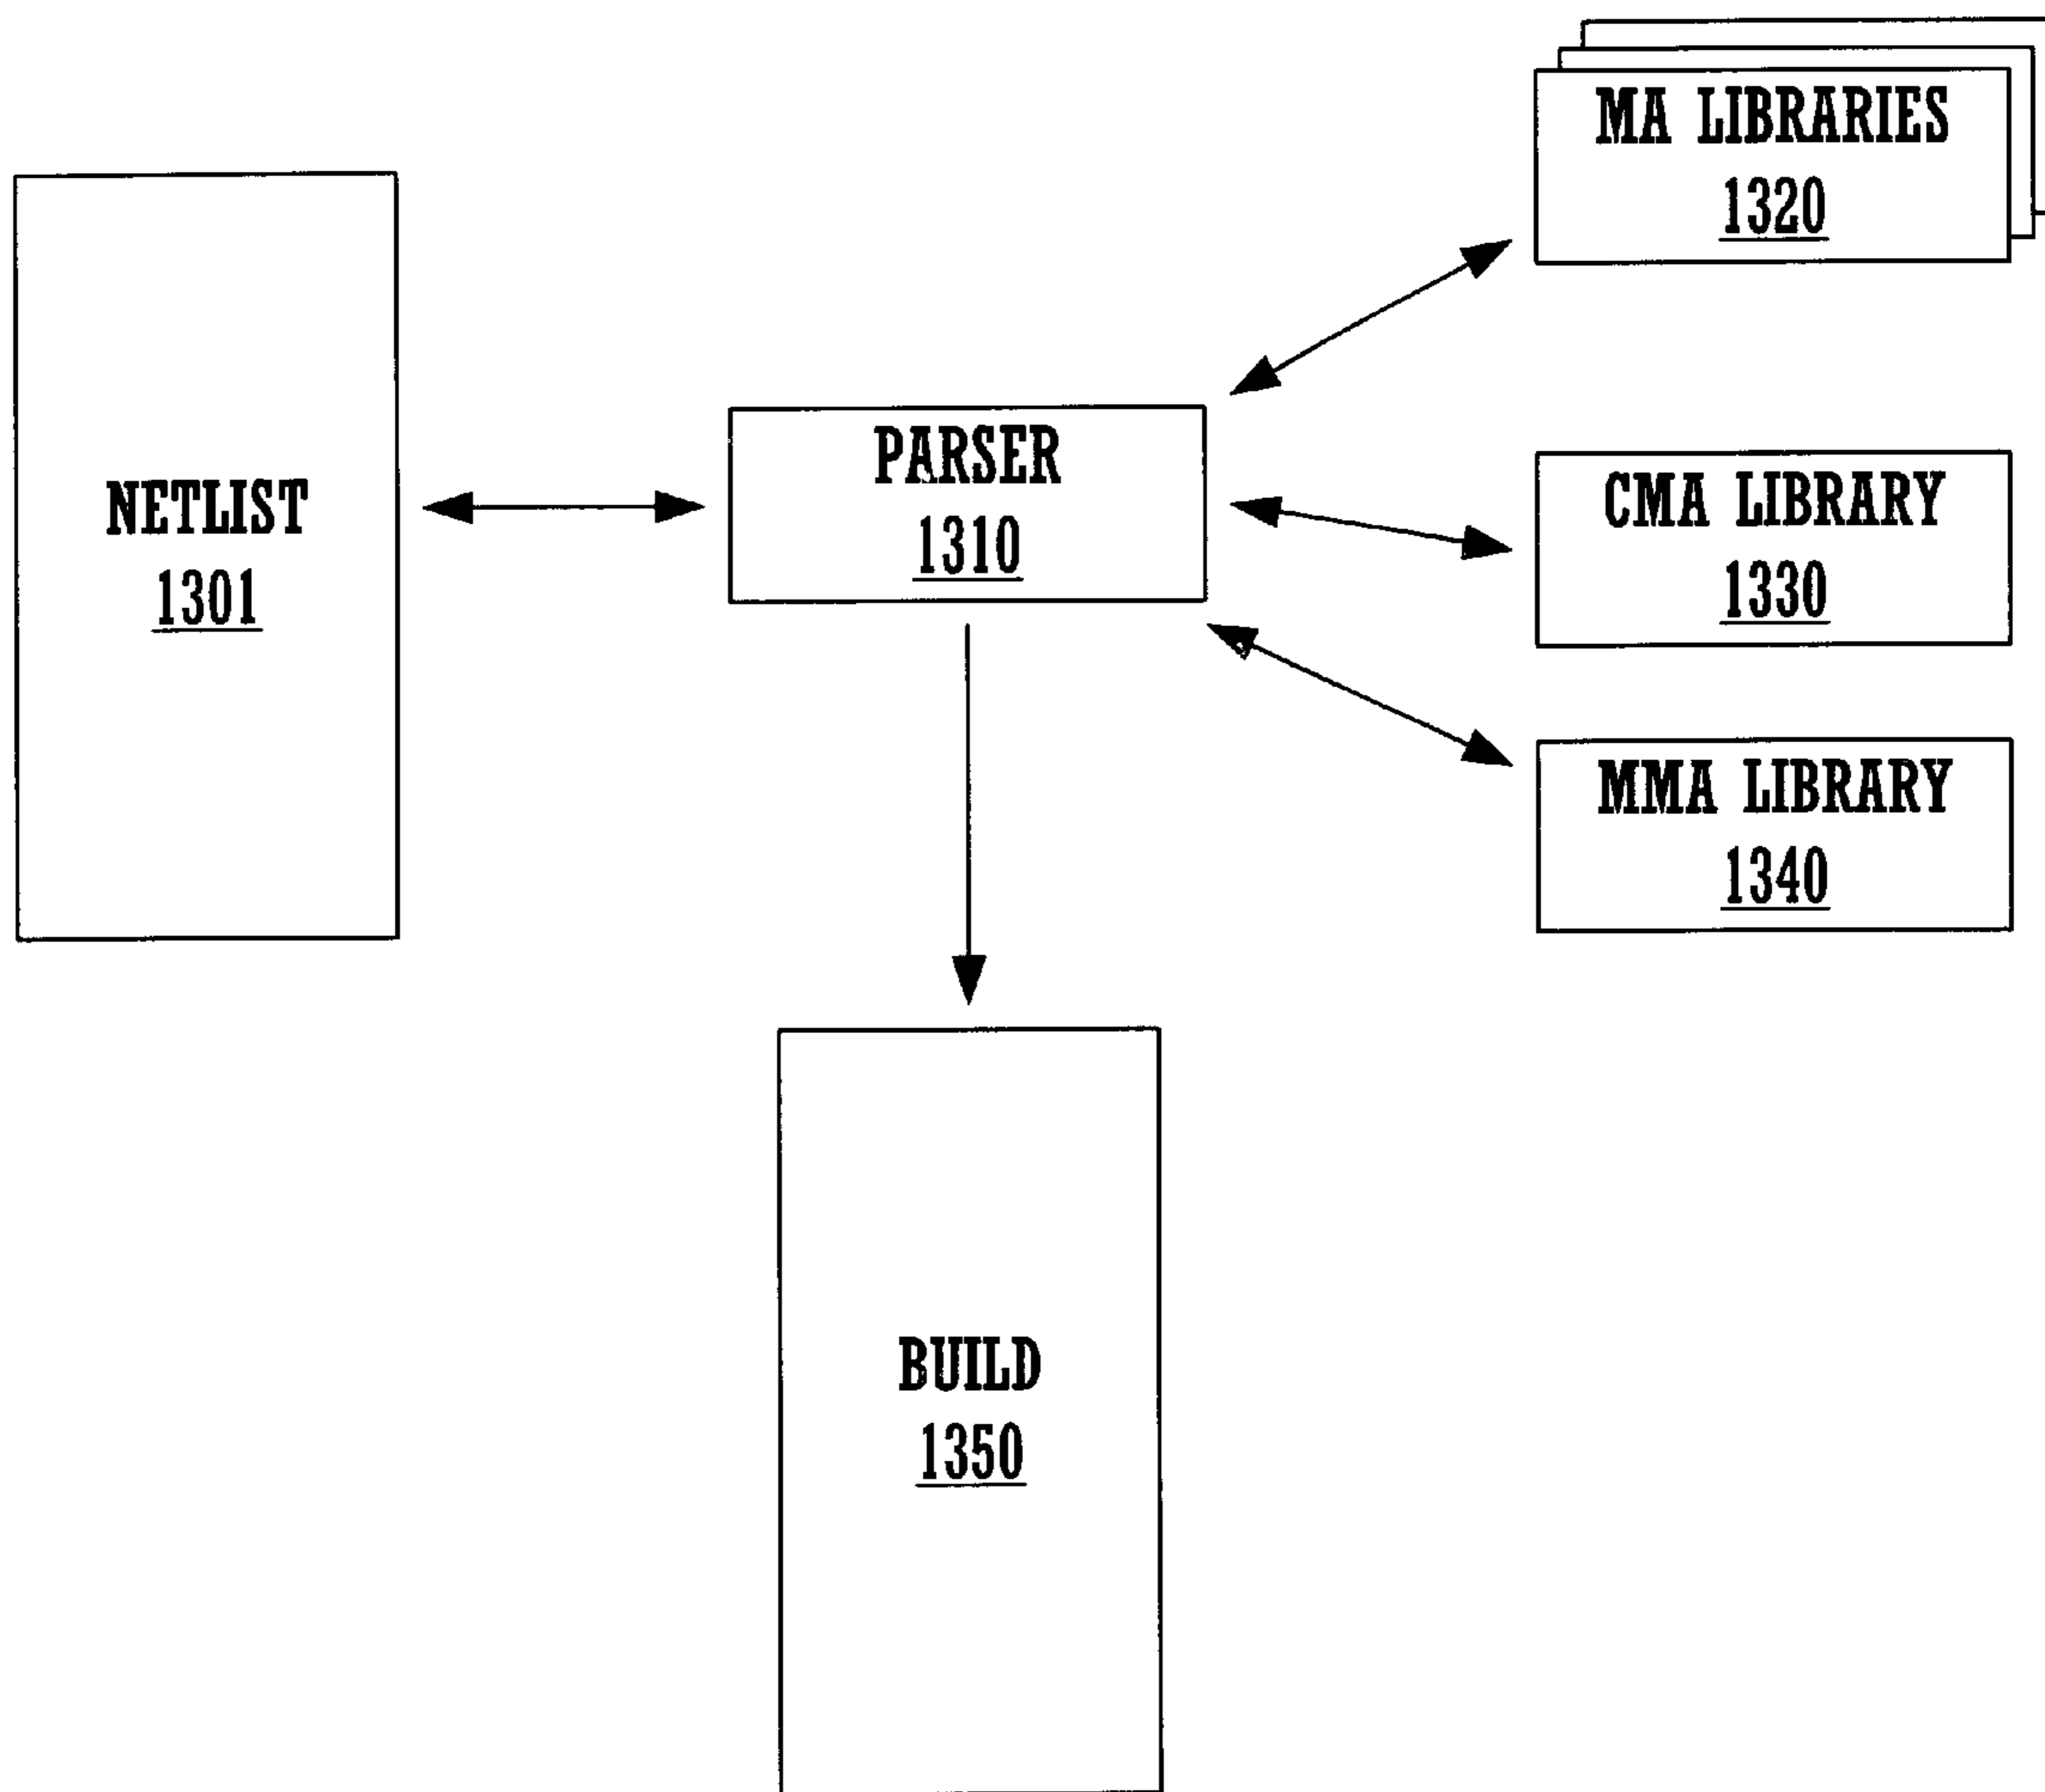 MA LIBRARIES
1320
NETLIST
1301
PARSER
1310
CMA LIBRARY
1330
MMA LIBRARY
1340
BUILD
1350